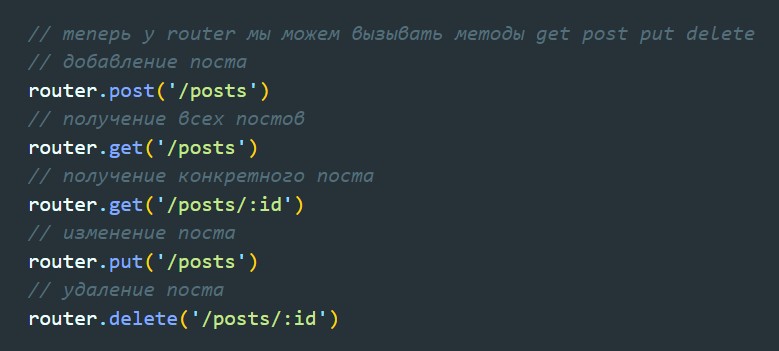 // теперь у router мы можем вызывать методы get post put delete
// добавление поста
router.post('/posts')
// получение всех постов
router.get('/posts')
// получение конкретного поста
router.get('/posts/:id')
// изменение поста
router.put('/posts')
// удаление поста
router.delete('/posts/:id')